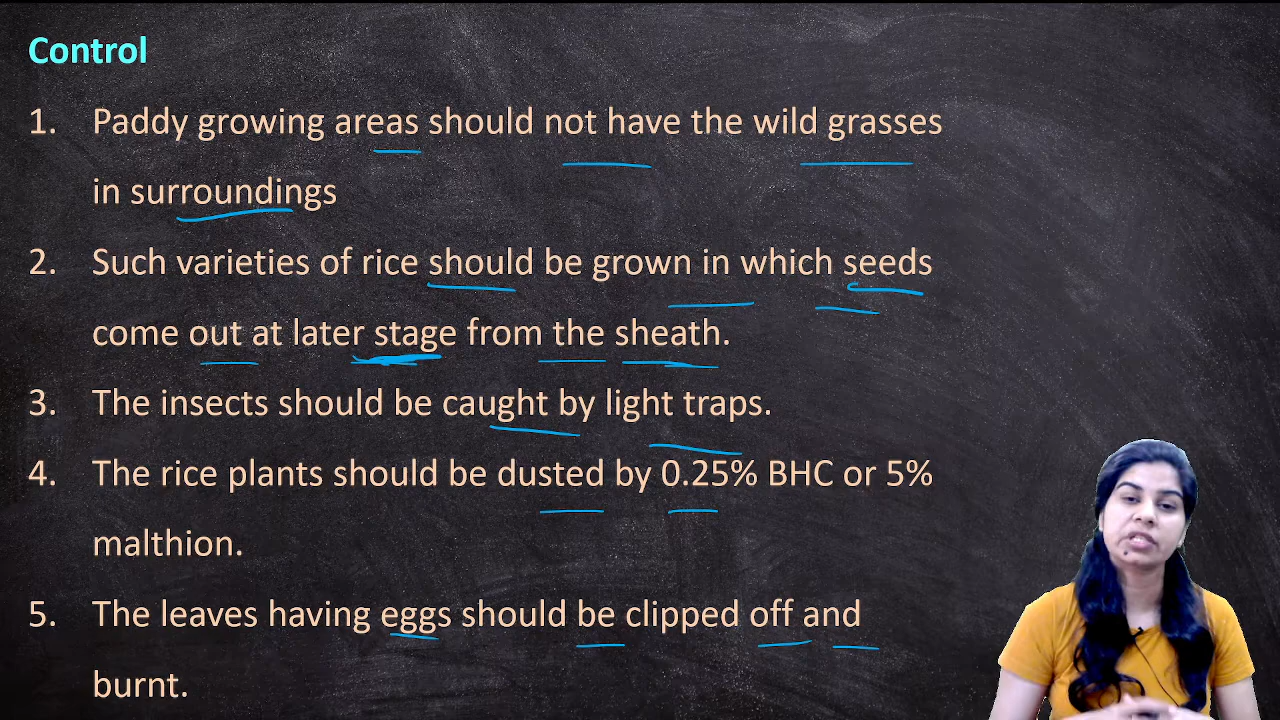 Control
1. Paddy growing areas should not have the wild grasses
in surroundings
2. Such varieties of rice should be grown in which seeds
come out at later stage from the sheath.
3. The insects should be caught by light traps.
4. The rice plants should be dusted by 0.25% BHC or 5%
malthion.
5. The leaves having eggs should be clipped off and
burnt.